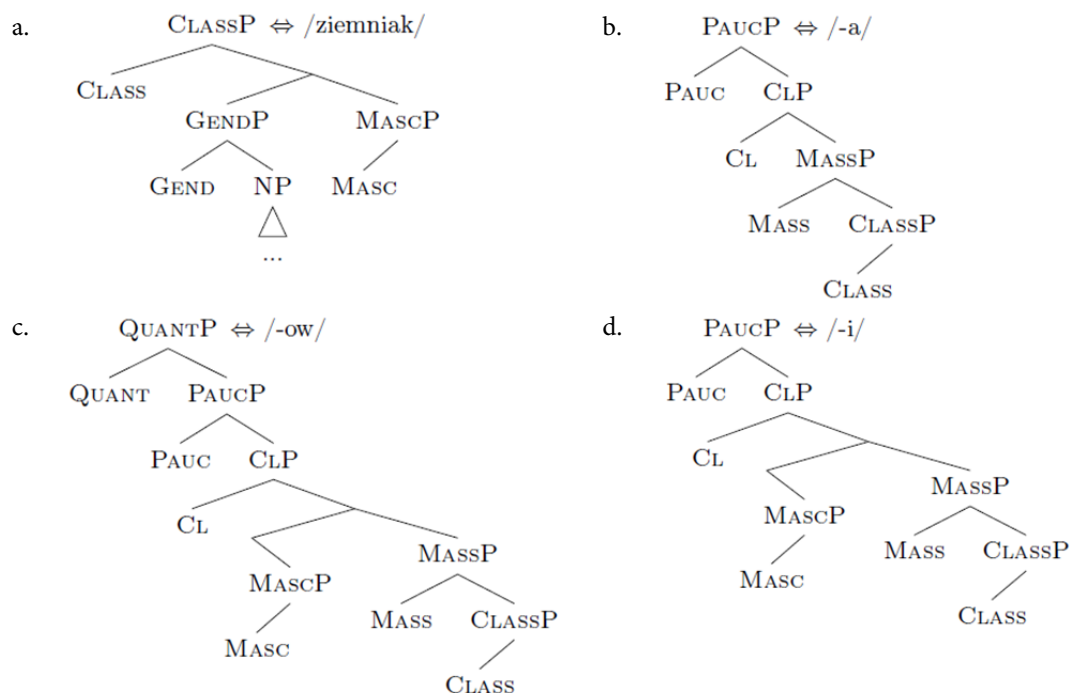 a.
CLASSP ⇔ /ziemniak/
CLASS
GENDP MASCP
GEND NP MASC
...
b.
PAUCP ⇔ /-a/
PAUC CLP
CL MASSP
MASS CLASSP
CLASS
c.
QUANTP ⇔ /-ow/
QUANT PAUCP
PAUC CLP
CL
MASSP
MASCP
MASS CLASSP
MASC
CLASS
d.
PAUCP ⇔ /-i/
PAUC CLP
CL
MASSP
MASCP
MASS CLASSP
MASC
CLASS